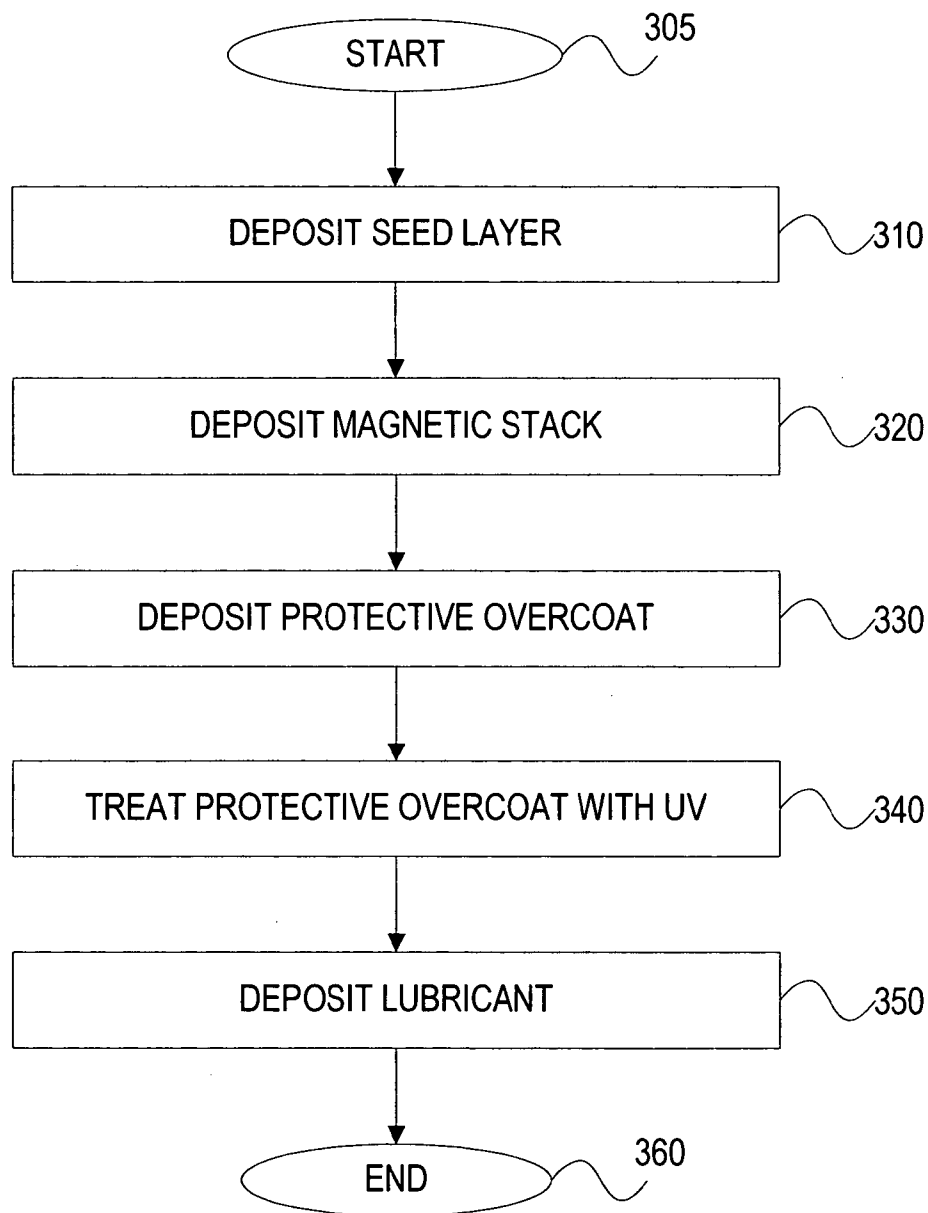 START
305
DEPOSIT SEED LAYER
310
DEPOSIT MAGNETIC STACK
320
DEPOSIT PROTECTIVE OVERCOAT
330
TREAT PROTECTIVE OVERCOAT WITH UV
340
DEPOSIT LUBRICANT
350
END
360